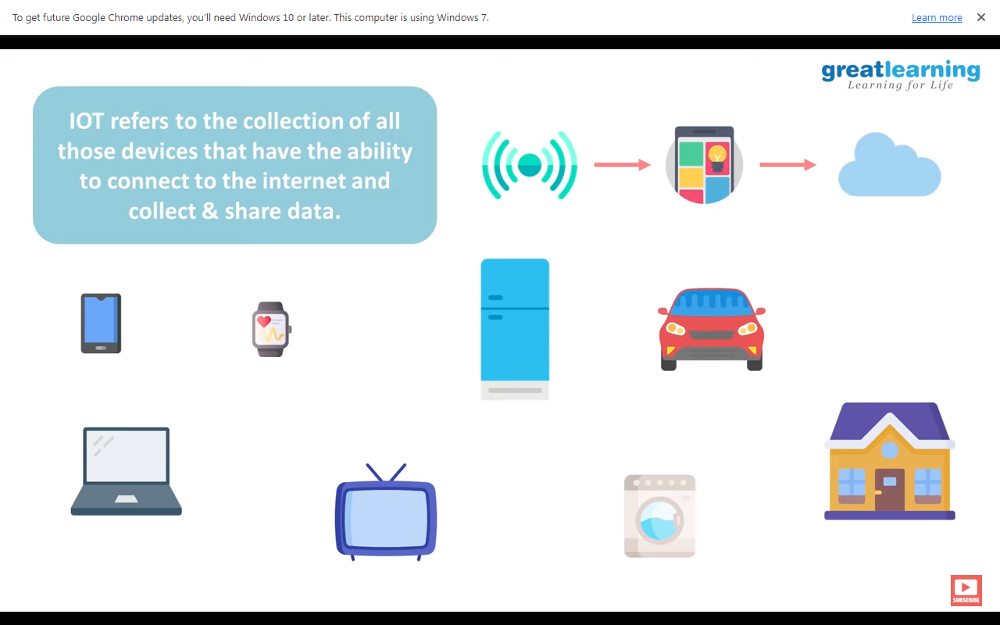 To get future Google Chrome updates, you'll need Windows 10 or later. This computer is using Windows 7.
Learn more
greatlearning
Learning for Life
IOT refers to the collection of all
those devices that have the ability
to connect to the internet and
collect & share data.
SUBSCRIBE